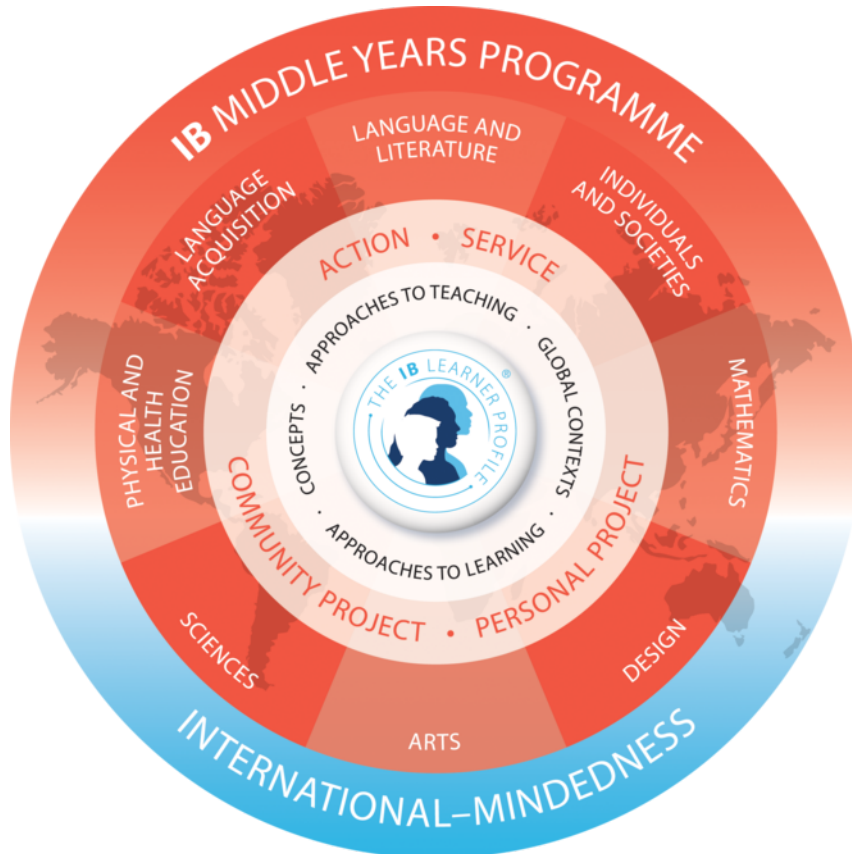 IB MIDDLE YEARS PROGRAMME
LANGUAGE AND
LITERATURE
INDIVIDUALS
AND SOCIETIES
MATHEMATICS
DESIGN
ARTS
SCIENCES
PHYSICAL AND
HEALTH
EDUCATION
LANGUAGE
ACQUISITION
ACTION • SERVICE
PERSONAL PROJECT •
COMMUNITY PROJECT
APPROACHES TO TEACHING ·
GLOBAL CONTEXTS ·
APPROACHES TO LEARNING ·
CONCEPTS ·
THE IB LEARNER PROFILE ®
INTERNATIONAL–MINDEDNESS